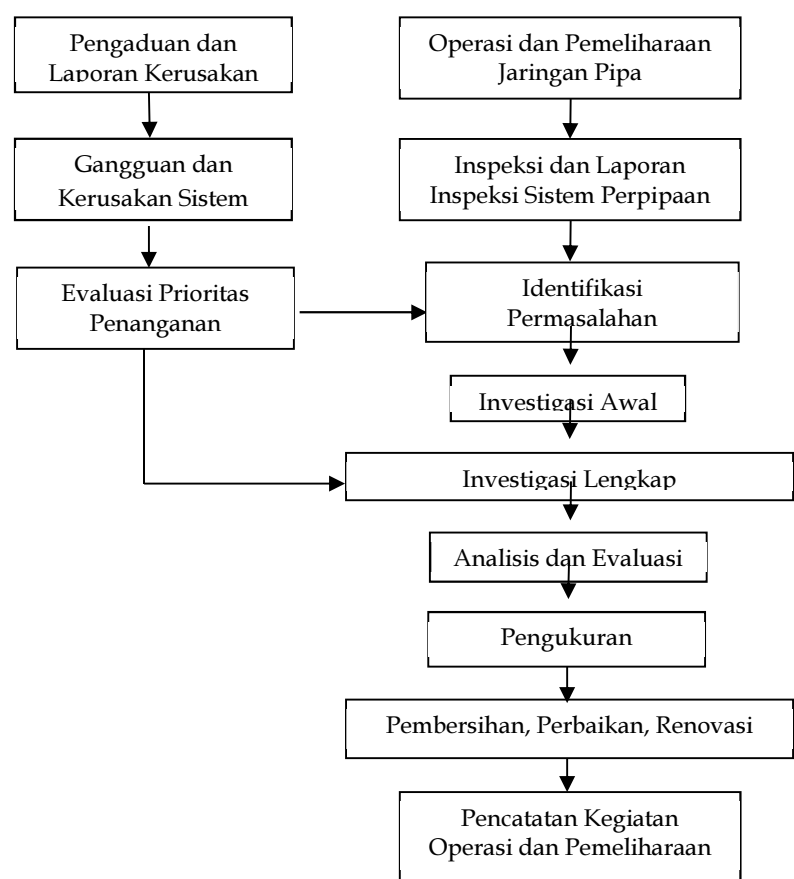 Pengaduan dan
Laporan Kerusakan
Operasi dan Pemeliharaan
Jaringan Pipa
Gangguan dan
Kerusakan Sistem
Inspeksi dan Laporan
Inspeksi Sistem Perpipaan
Evaluasi Prioritas
Penanganan
Identifikasi
Permasalahan
Investigasi Awal
Investigasi Lengkap
Analisis dan Evaluasi
Pengukuran
Pembersihan, Perbaikan, Renovasi
Pencatatan Kegiatan
Operasi dan Pemeliharaan